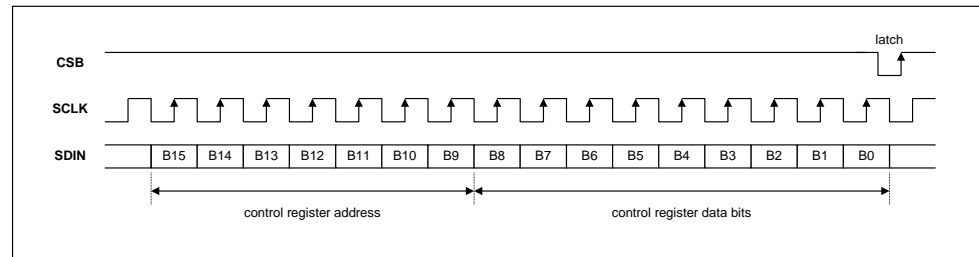 latch
CSB
SCLK
SDIN B15 B14 B13 B12 B11 B10 B9 B8 B7 B6 B5 B4 B3 B2 B1 B0
control register address control register data bits